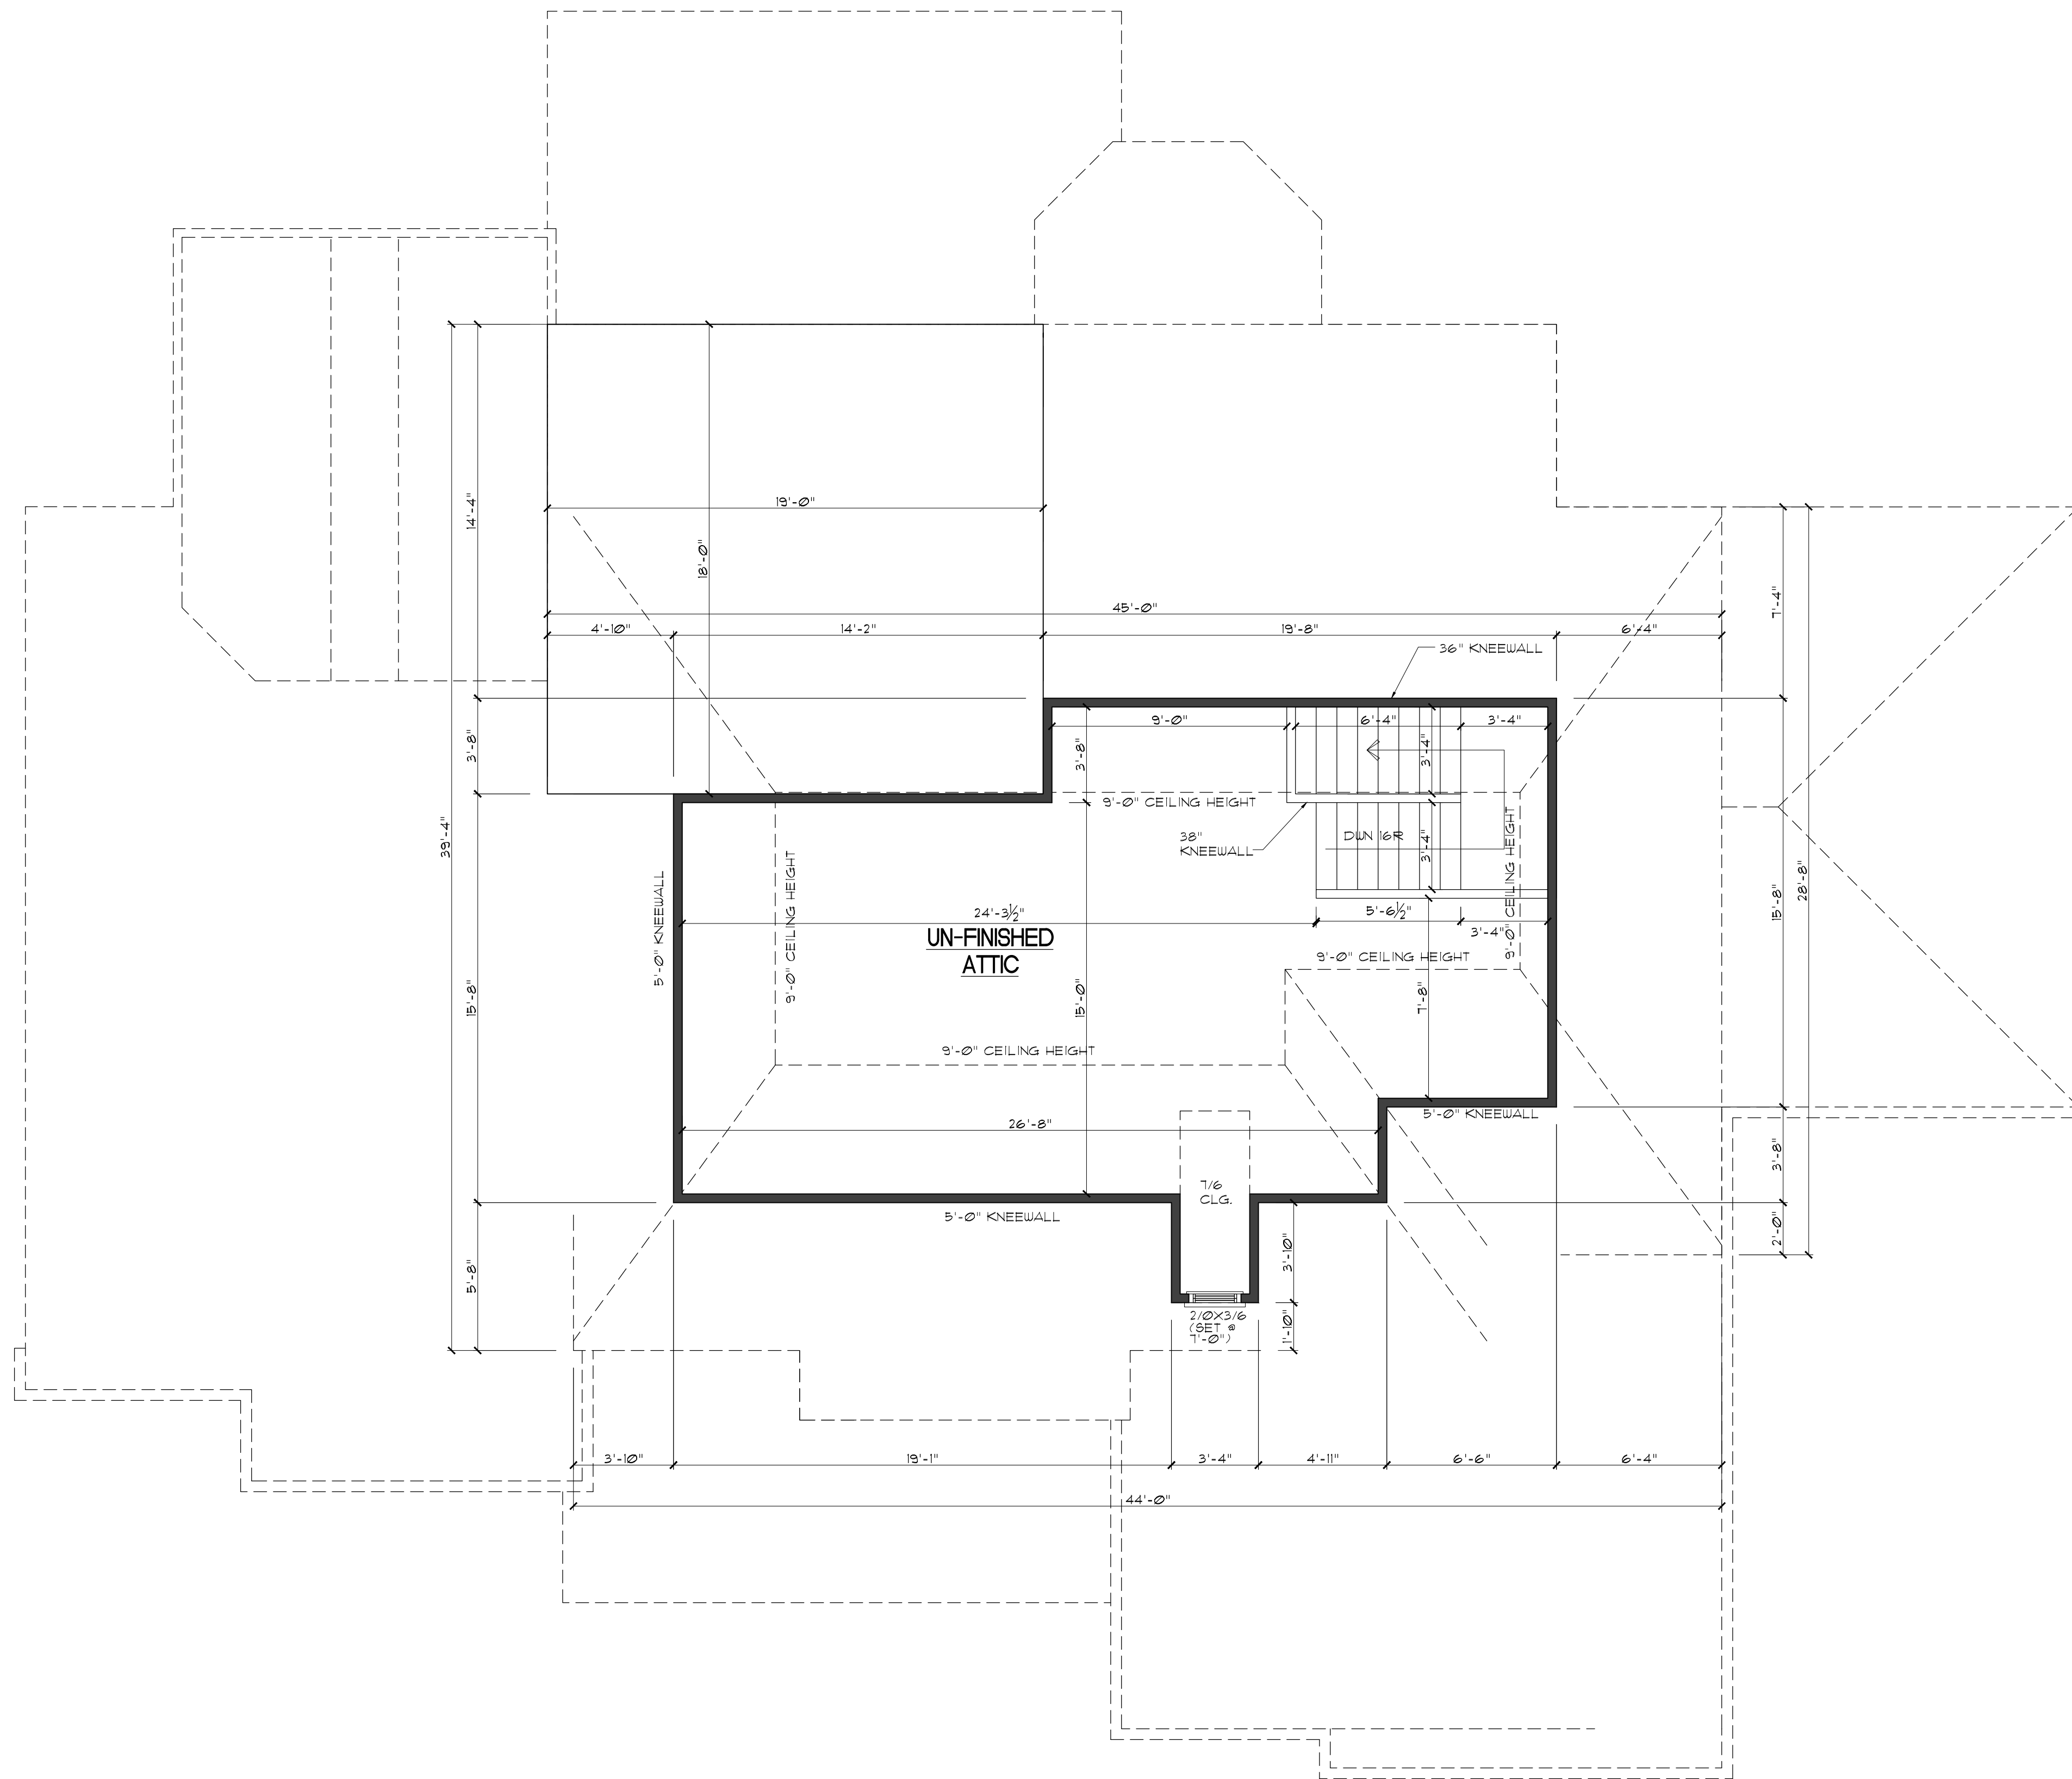 19'-0"
14'-4"
18'-0"
7'-4"
45'-0"
4'-10"
14'-2"
19'-8"
6'-4"
36" KNEEWALL
9'-0"
6'-4"
3'-4"
3'-8"
3'-8"
3'-4"
9'-0" CEILING HEIGHT
38"
KNEEWALL
DWN 16R
3'-4"
39'-4"
5'-0" KNEEWALL
9'-0" CEILING HEIGHT
9'-0" CEILING HEIGHT
28'-8"
15'-8"
24'-3½"
5'-6½"
3'-4"
UN-FINISHED
ATTIC
9'-0" CEILING HEIGHT
15'-8"
15'-0"
7'-8"
9'-0" CEILING HEIGHT
26'-8"
5'-0" KNEEWALL
3'-8"
7/6
CLG.
5'-0" KNEEWALL
2'-0"
5'-8"
3'-10"
2/0X3/6
(SET @
7'-0")
1'-10"
3'-10"
19'-1"
3'-4"
4'-11"
6'-6"
6'-4"
44'-0"